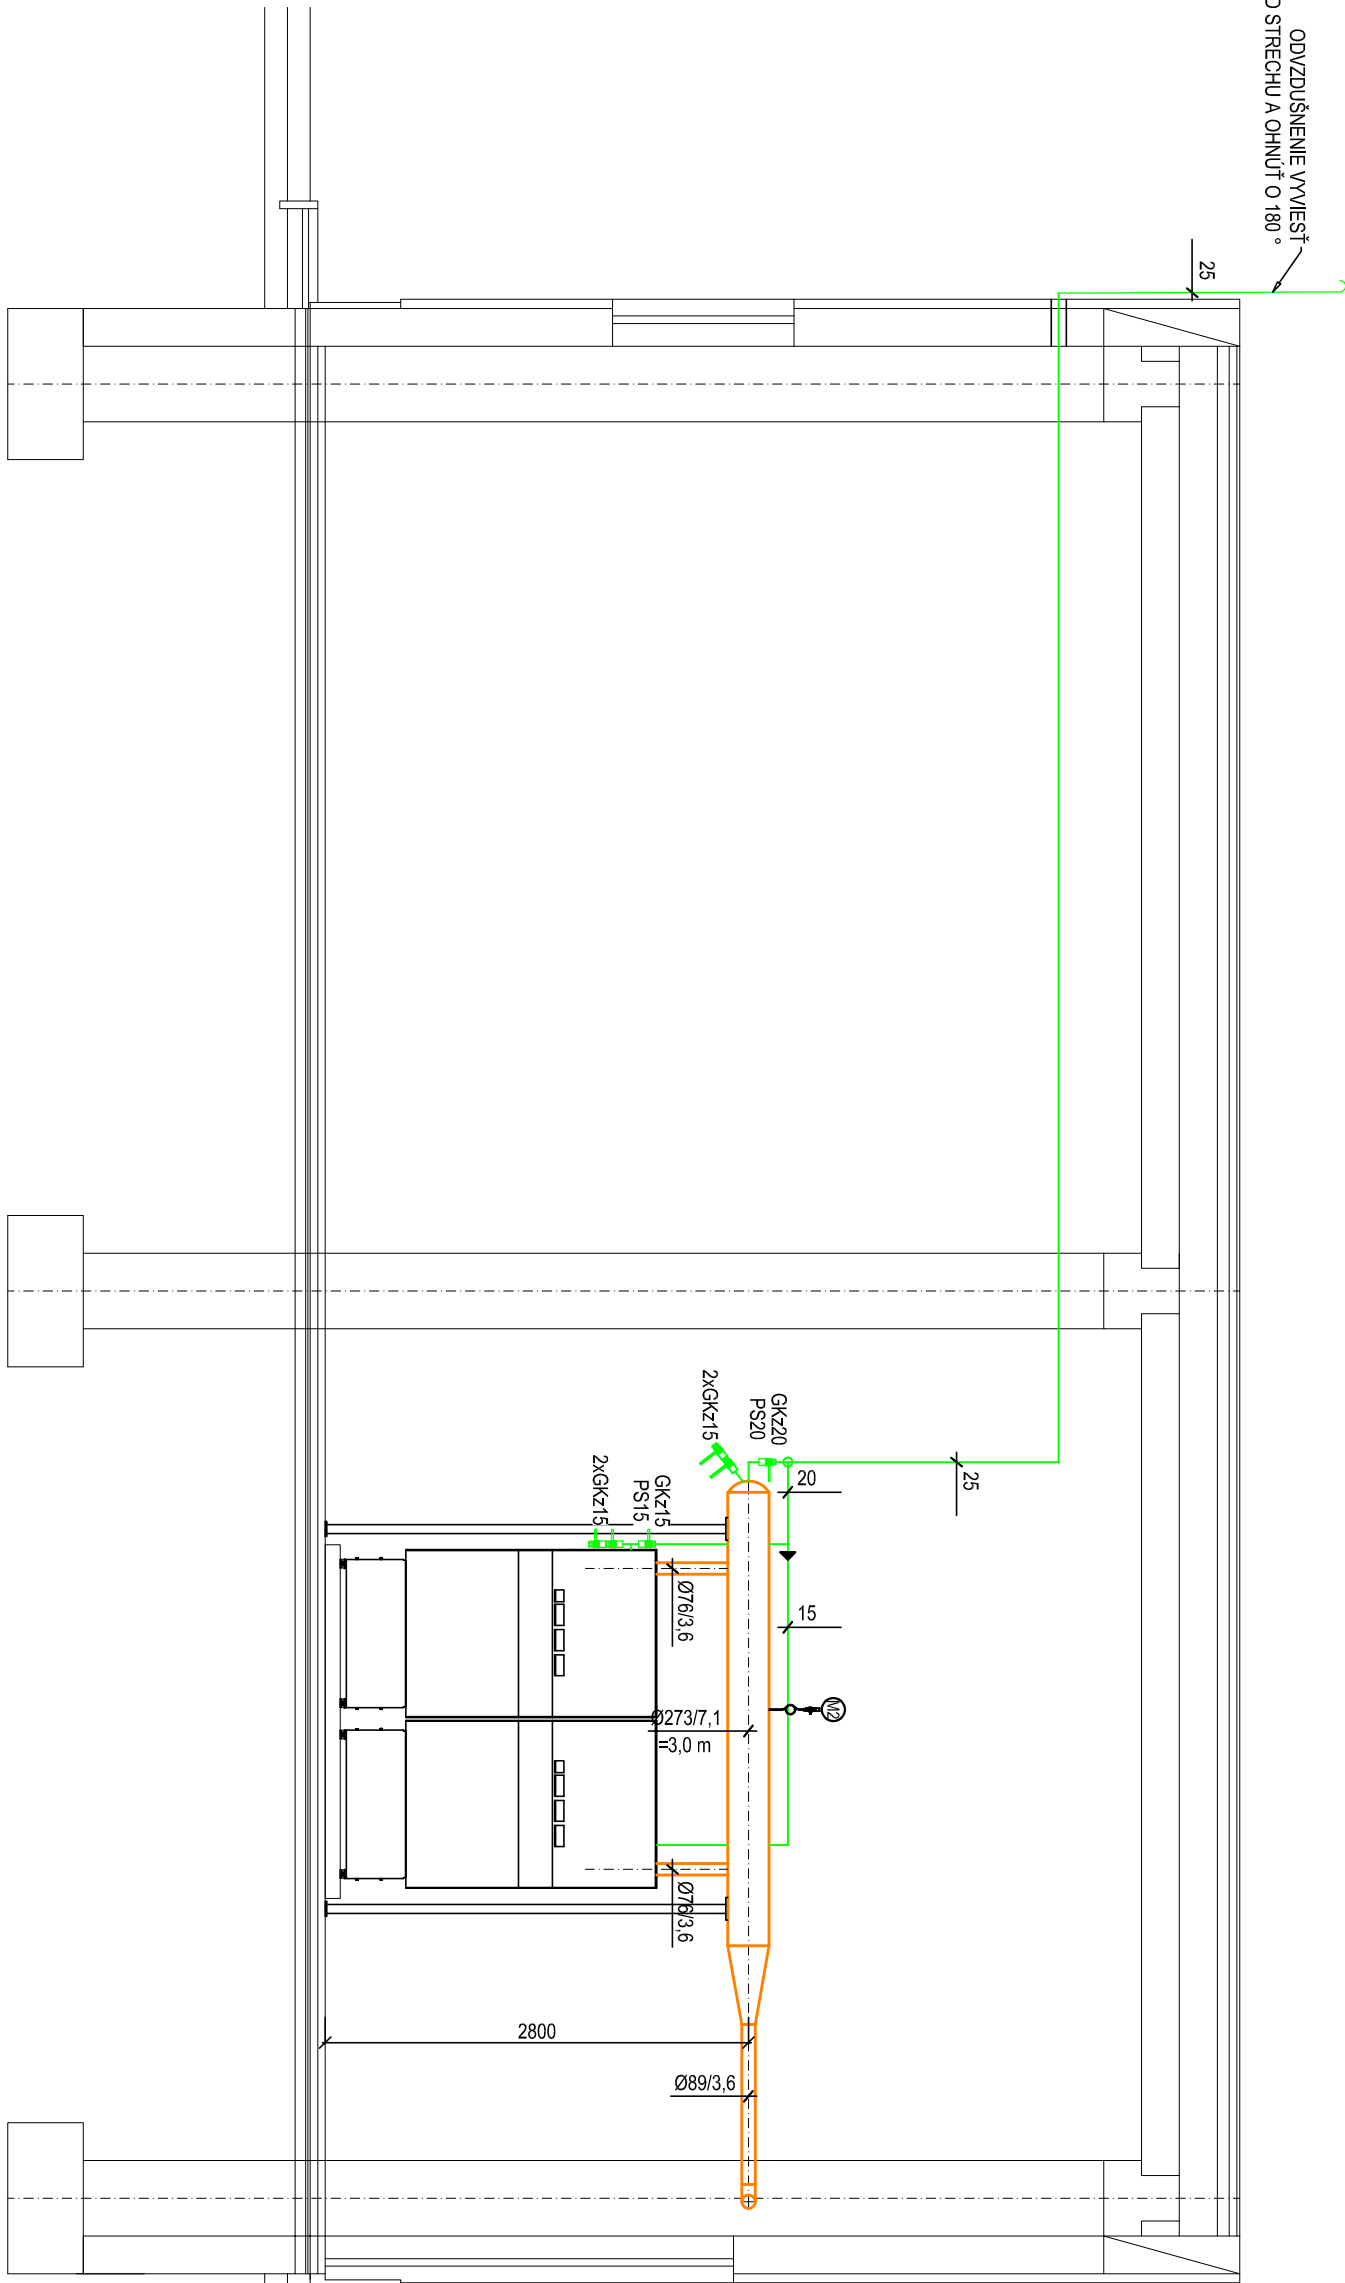 ODVZDUŠNENIE VYVIESŤ
D STRECHU A OHNÚŤ O 180 °
25
25
GKz20
PS20
2xGKz15
20
GKz15
PS15
2xGKz15
15
Ø76/3,6
M2
Ø273/7,1
=3,0 m
Ø76/3,6
2800
Ø89/3,6